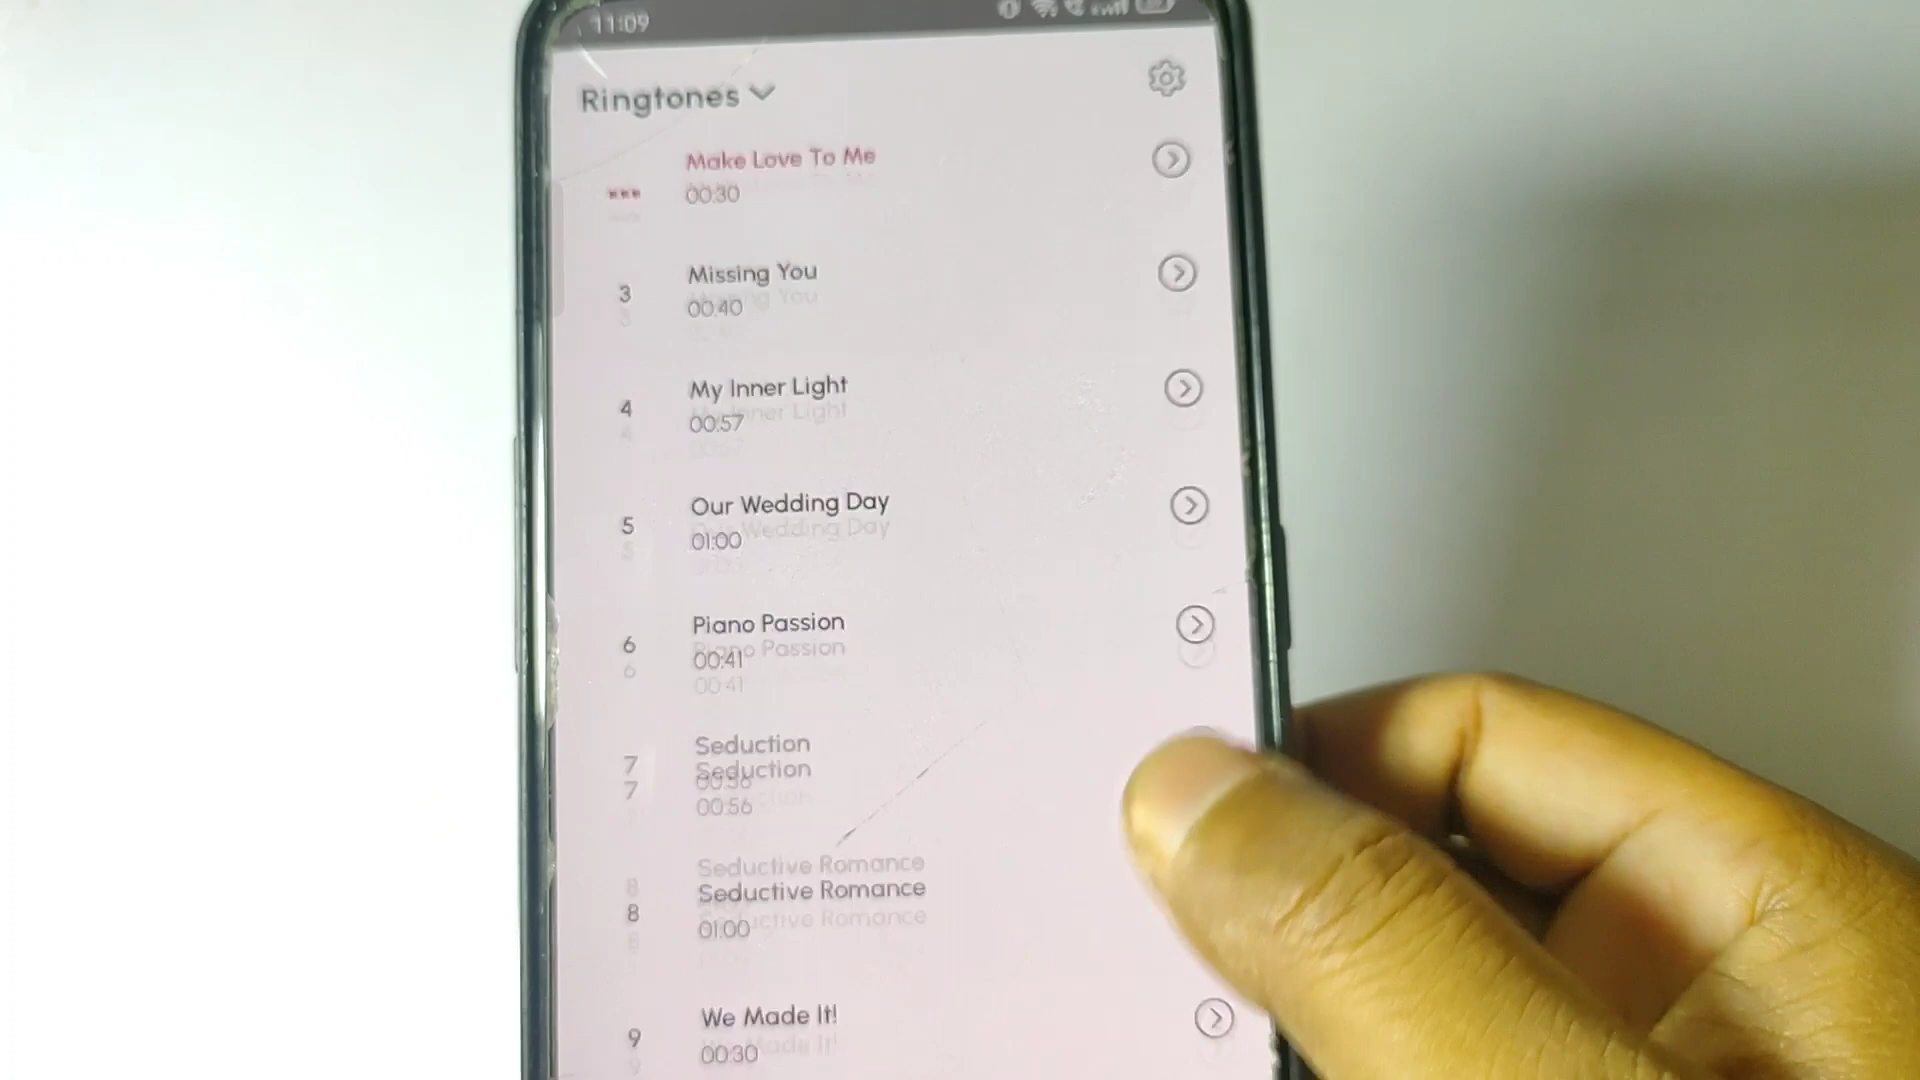 11:09
Ringtones
Make Love To Me
00:30
3
Missing You
00:40
4
My Inner Light
00:57
5
Our Wedding Day
01:00
6
Piano Passion
00:41
7
Seduction
00:56
8
Seductive Romance
01:00
9
We Made It!
00:30